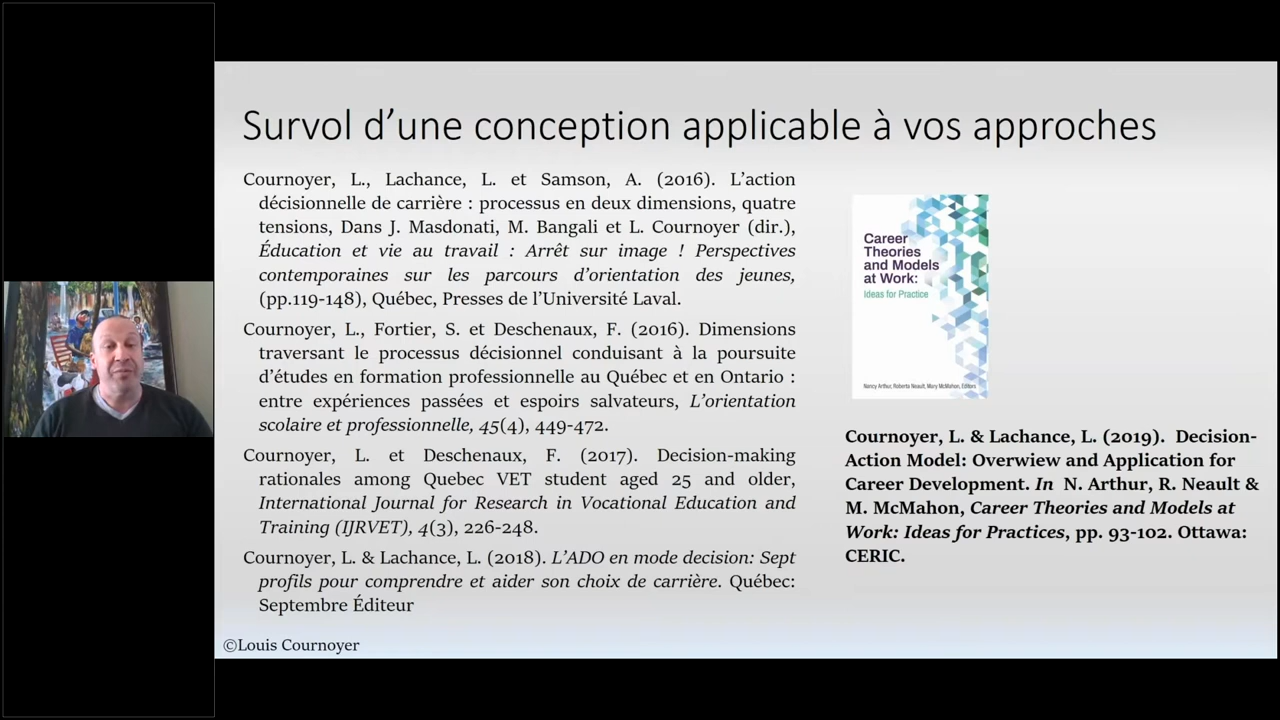 Survol d’une conception applicable à vos approches
Cournoyer, L., Lachance, L. et Samson, A. (2016). L’action
décisionnelle de carrière : processus en deux dimensions, quatre
tensions, Dans J. Masdonati, M. Bangali et L. Cournoyer (dir.),
Éducation et vie au travail : Arrêt sur image ! Perspectives
contemporaines sur les parcours d’orientation des jeunes,
(pp.119-148), Québec, Presses de l’Université Laval.
Cournoyer, L., Fortier, S. et Deschenaux, F. (2016). Dimensions
traversant le processus décisionnel conduisant à la poursuite
d’études en formation professionnelle au Québec et en Ontario :
entre expériences passées et espoirs salvateurs, L’orientation
scolaire et professionnelle, 45(4), 449-472.
Cournoyer, L. et Deschenaux, F. (2017). Decision-making
rationales among Quebec VET student aged 25 and older,
International Journal for Research in Vocational Education and
Training (IJRVET), 4(3), 226-248.
Cournoyer, L. & Lachance, L. (2018). L’ADO en mode decision: Sept
profils pour comprendre et aider son choix de carrière. Québec:
Septembre Éditeur
Career
Theories
and Models
at Work:
Ideas for Practice
Nancy Arthur, Roberta Neault, Mary McMahon, Editors
Cournoyer, L. & Lachance, L. (2019). Decision-
Action Model: Overwiew and Application for
Career Development. In N. Arthur, R. Neault &
M. McMahon, Career Theories and Models at
Work: Ideas for Practices, pp. 93-102. Ottawa:
CERIC.
©Louis Cournoyer